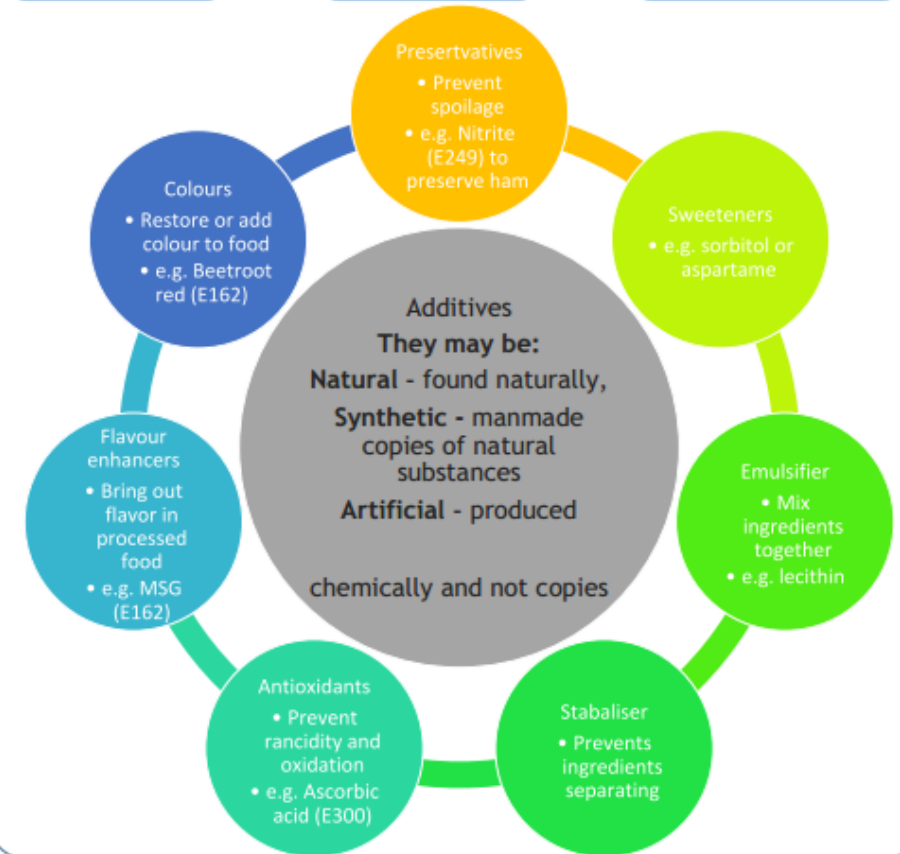 Presertvatives
• Prevent
spoilage
• e.g. Nitrite
(E249) to
preserve ham
Sweeteners
• e.g. sorbitol or
aspartame
Emulsifier
• Mix
ingredients
together
• e.g. lecithin
Stabaliser
• Prevents
ingredients
separating
Antioxidants
• Prevent
rancidity and
oxidation
• e.g. Ascorbic
acid (E300)
Flavour
enhancers
• Bring out
flavor in
processed
food
• e.g. MSG
(E162)
Colours
• Restore or add
colour to food
• e.g. Beetroot
red (E162)
Additives
They may be:
Natural - found naturally,
Synthetic - manmade
copies of natural
substances
Artificial - produced
chemically and not copies